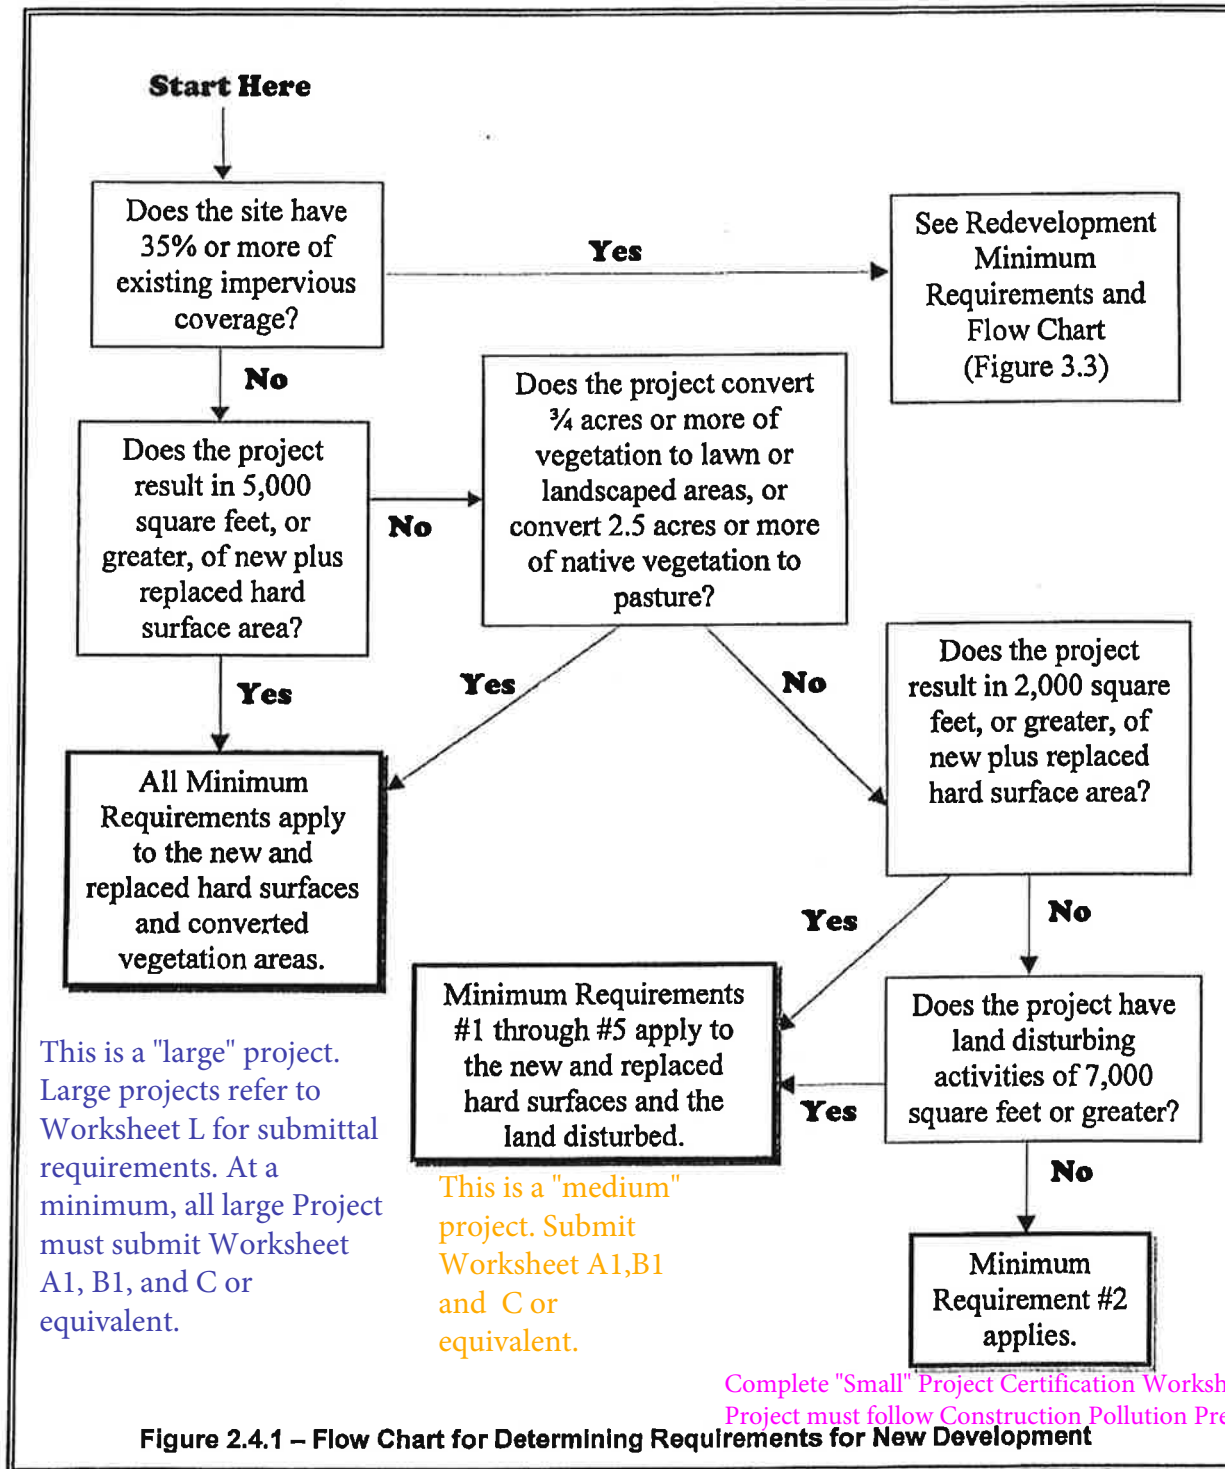 Start Here
Does the site have
35% or more of
existing impervious
coverage?
Yes
See Redevelopment
Minimum
Requirements and
Flow Chart
(Figure 3.3)
No
Does the project convert
¾ acres or more of
vegetation to lawn or
landscaped areas, or
convert 2.5 acres or more
of native vegetation to
pasture?
Does the project
result in 5,000
square feet, or
greater, of new plus
replaced hard
surface area?
No
Yes
Yes
No
Does the project
result in 2,000 square
feet, or greater, of
new plus replaced
hard surface area?
All Minimum
Requirements apply
to the new and
replaced hard surfaces
and converted
vegetation areas.
Yes
No
Minimum Requirements
#1 through #5 apply to
the new and replaced
hard surfaces and the
land disturbed.
Does the project have
land disturbing
activities of 7,000
square feet or greater?
Yes
No
This is a "large" project.
Large projects refer to
Worksheet L for submittal
requirements. At a
minimum, all large Project
must submit Worksheet
A1, B1, and C or
equivalent.
This is a "medium"
project. Submit
Worksheet A1,B1
and C or
equivalent.
Minimum
Requirement #2
applies.
Complete "Small" Project Certification Worksh
Project must follow Construction Pollution Pre
Figure 2.4.1 – Flow Chart for Determining Requirements for New Development